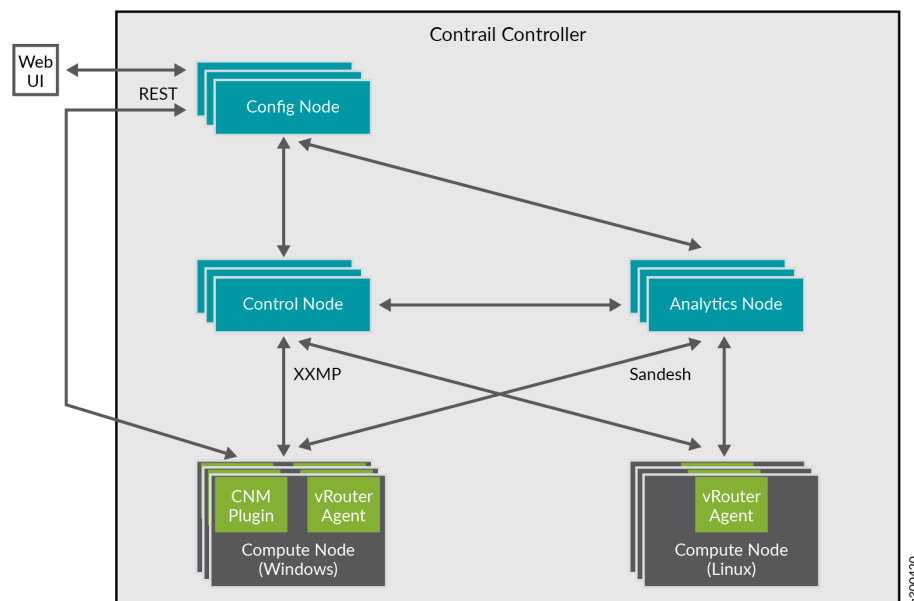 Contrail Controller
Web
UI
REST
Config Node
Control Node
Analytics Node
XXMP
Sandesh
CNM
Plugin
vRouter
Agent
Compute Node
(Windows)
vRouter
Agent
Compute Node
(Linux)